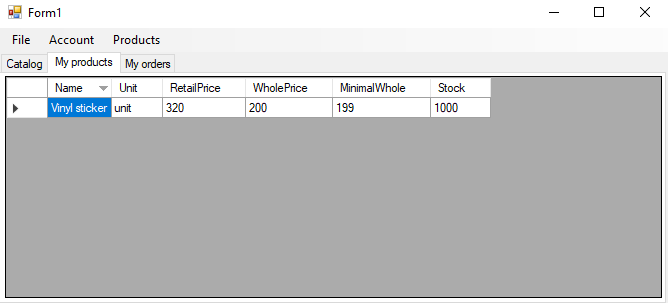 Form1
File Account Products
Catalog My products My orders
Name Unit RetailPrice WholePrice MinimalWhole Stock
Vinyl sticker unit 320 200 199 1000